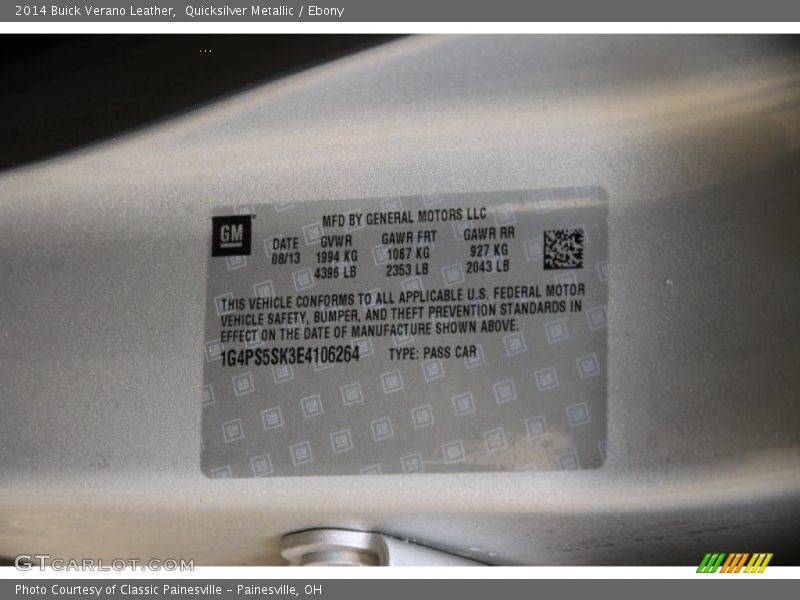 2014 Buick Verano Leather,  Quicksilver Metallic / Ebony
GM
MFD BY GENERAL MOTORS LLC
DATE GVWR GAWR FRT GAWR RR
08/13 1994 KG 1067 KG 927 KG
4396 LB 2353 LB 2043 LB
THIS VEHICLE CONFORMS TO ALL APPLICABLE U.S. FEDERAL MOTOR
VEHICLE SAFETY, BUMPER, AND THEFT PREVENTION STANDARDS IN
EFFECT ON THE DATE OF MANUFACTURE SHOWN ABOVE.
1G4PS5SK3E4106264 TYPE: PASS CAR
GTCARLOT.COM
Photo Courtesy of Classic Painesville - Painesville, OH